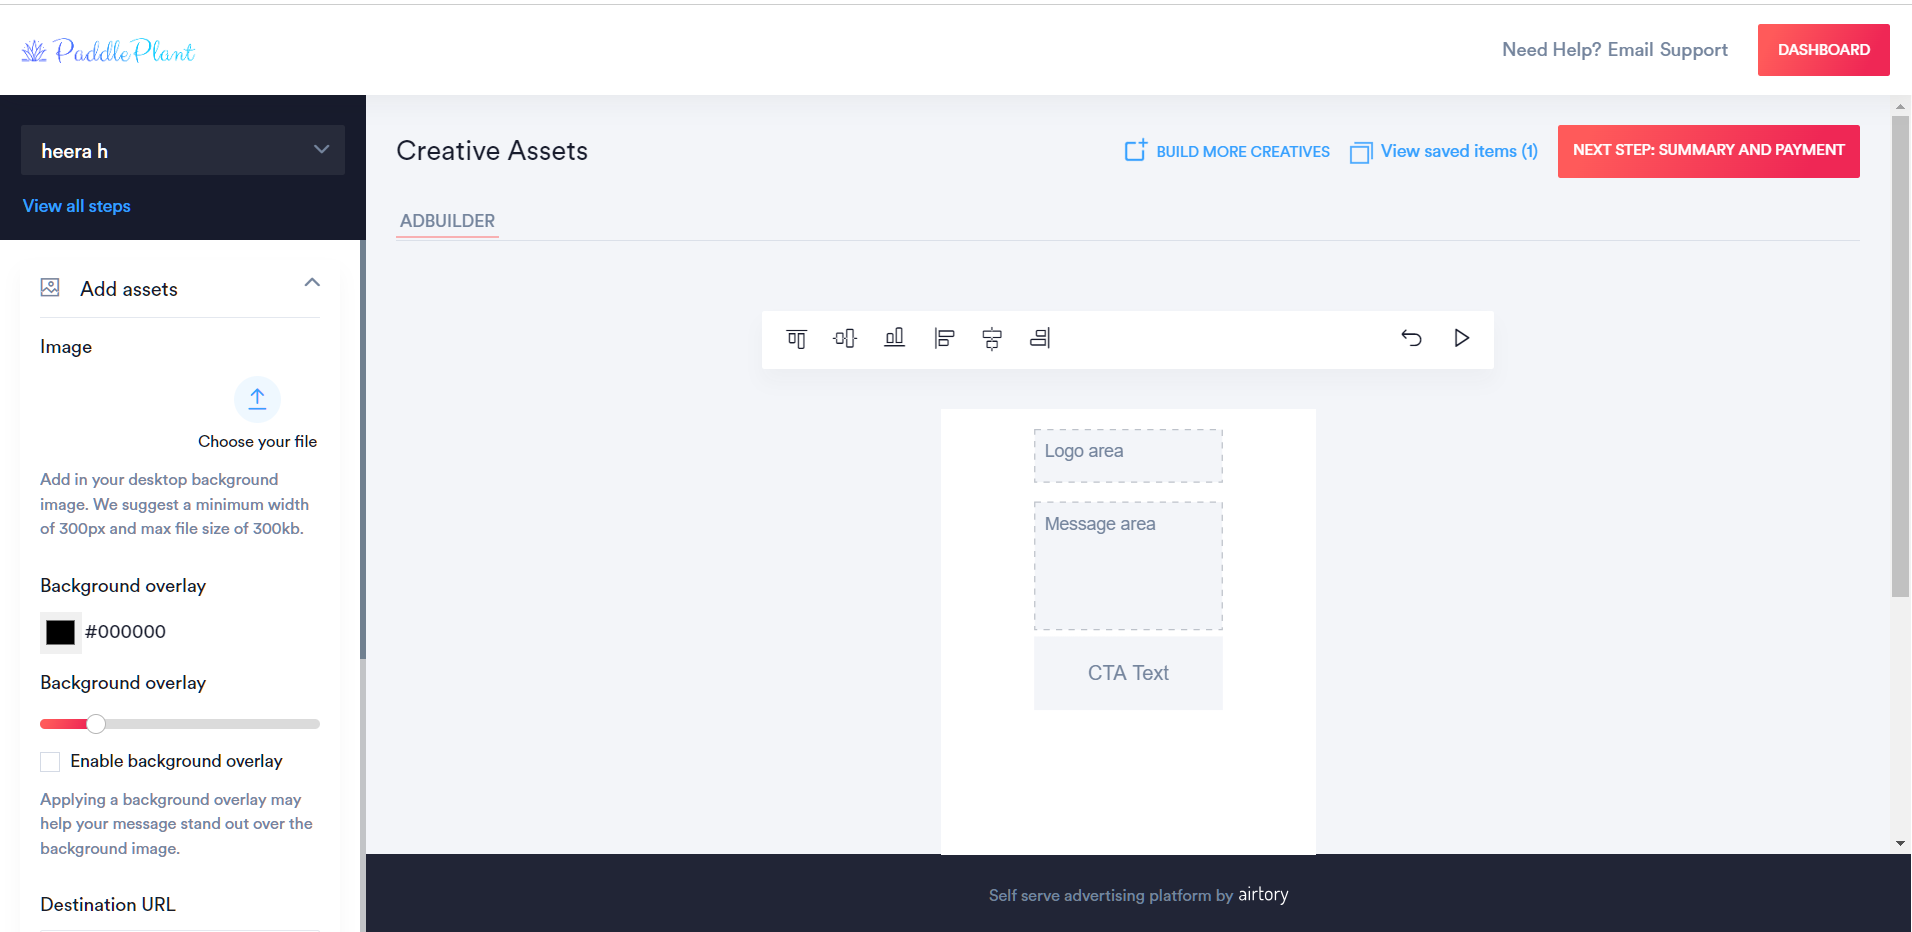 PaddlePlant
Need Help? Email Support
DASHBOARD
heera h
View all steps
Creative Assets
BUILD MORE CREATIVES
View saved items (1)
NEXT STEP: SUMMARY AND PAYMENT
ADBUILDER
Add assets
Image
Choose your file
Add in your desktop background
image. We suggest a minimum width
of 300px and max file size of 300kb.
Background overlay
#000000
Background overlay
Enable background overlay
Applying a background overlay may
help your message stand out over the
background image.
Destination URL
Logo area
Message area
CTA Text
Self serve advertising platform by airtory